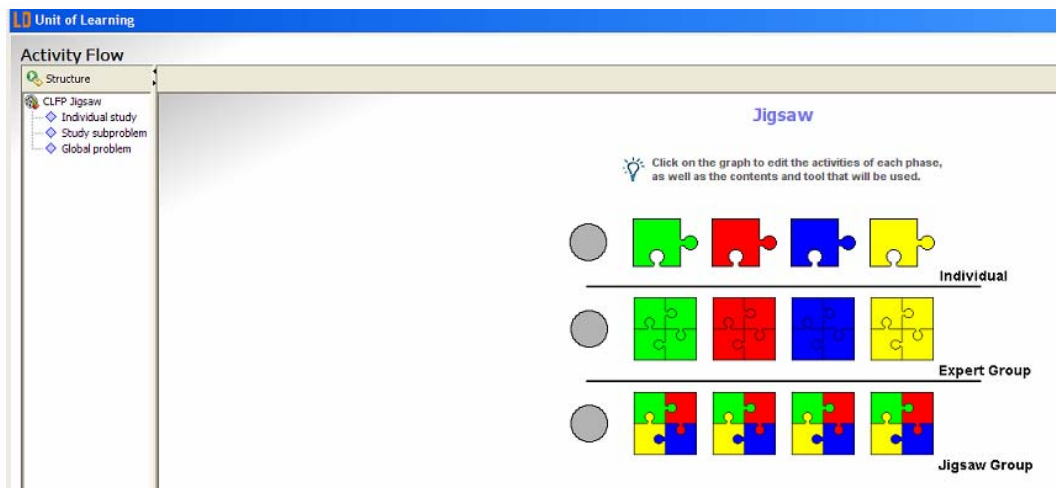 LD Unit of Learning
Activity Flow
Structure
CLFP Jigsaw
Individual study
Study subproblem
Global problem
Jigsaw
Click on the graph to edit the activities of each phase,
as well as the contents and tool that will be used.
Individual
Expert Group
Jigsaw Group